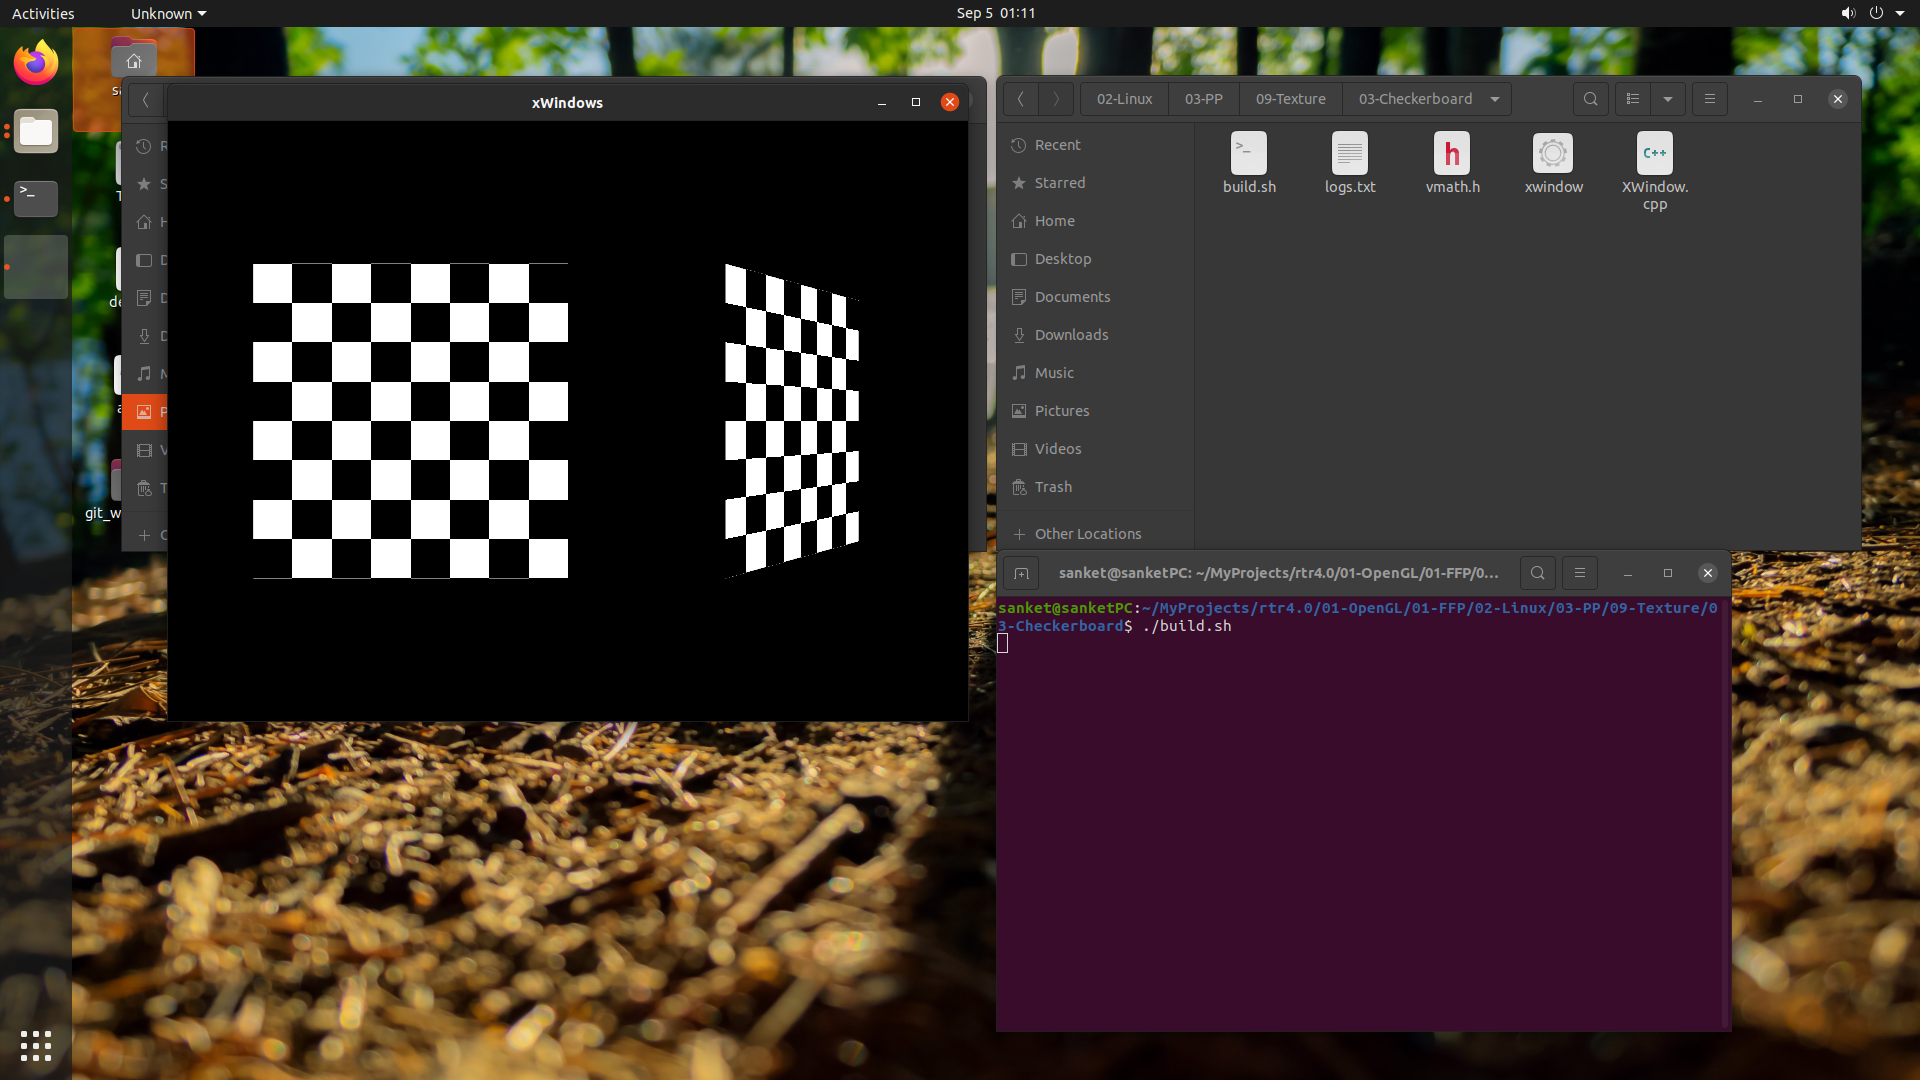 Activities
Unknown
Sep 5 01:11
xWindows
02-Linux
03-PP
09-Texture
03-Checkerboard
Recent
Starred
Home
Desktop
Documents
Downloads
Music
Pictures
Videos
Trash
Other Locations
build.sh
logs.txt
vmath.h
xwindow
XWindow.
cpp
>_
h
C++
git_w
sanket@sanketPC: ~/MyProjects/rtr4.0/01-OpenGL/01-FFP/0...
sanket@sanketPC:~/MyProjects/rtr4.0/01-OpenGL/01-FFP/02-Linux/03-PP/09-Texture/0
3-Checkerboard$ ./build.sh